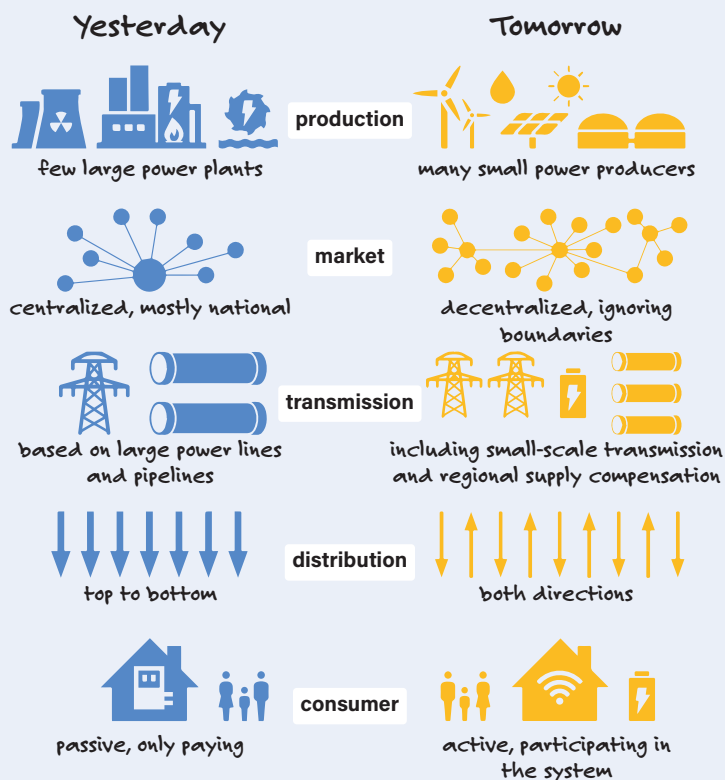 Yesterday
Tomorrow
production
few large power plants
many small power producers
market
centralized, mostly national
decentralized, ignoring
boundaries
transmission
based on large power lines
and pipelines
including small-scale transmission
and regional supply compensation
distribution
top to bottom
both directions
consumer
passive, only paying
active, participating in
the system